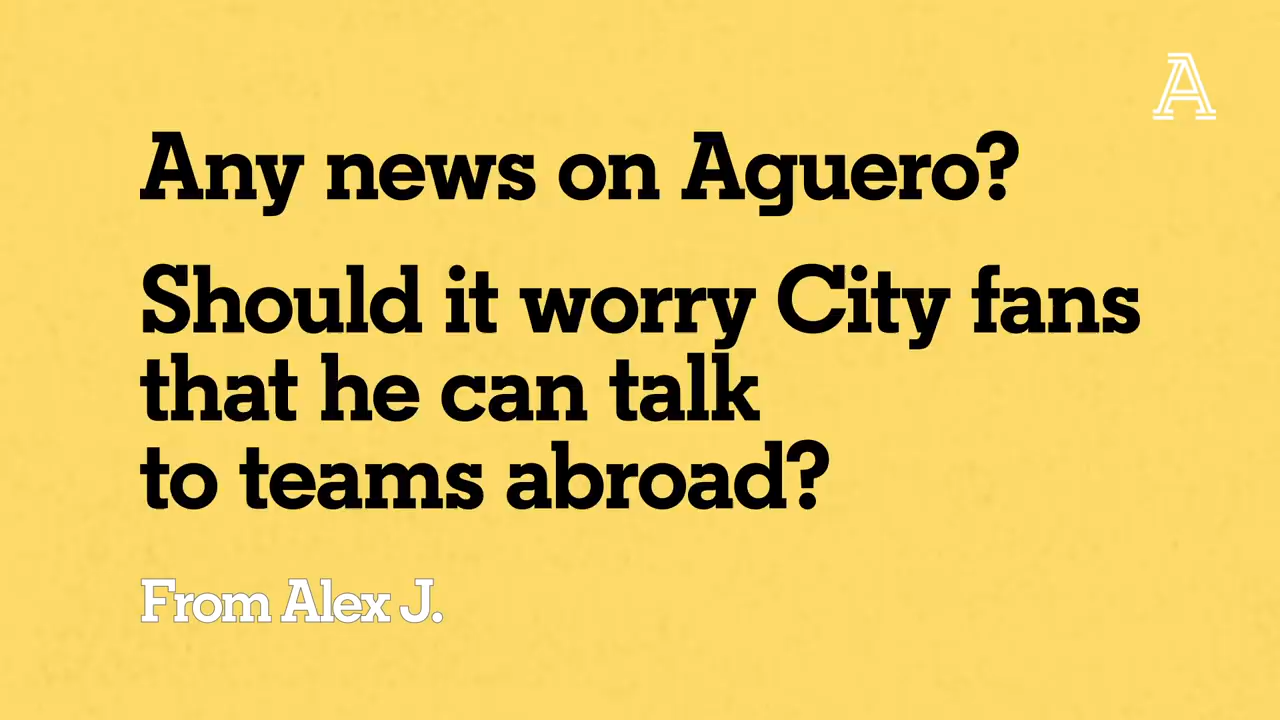 A
Any news on Aguero?
Should it worry City fans
that he can talk
to teams abroad?
From Alex J.